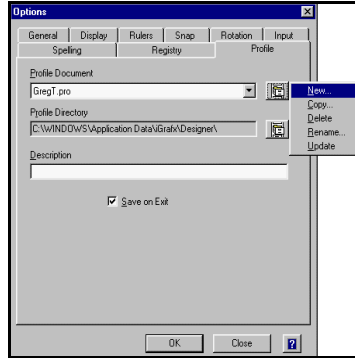 Options
General Display Rulers Snap Rotation Input
Spelling Registry Profile
Profile Document
GregT.pro
New...
Copy...
Profile Directory
Delete
C:\WINDOWS\Application Data\iGrafx\Designer\
Rename...
Update
Description
Save on Exit
OK Close ?